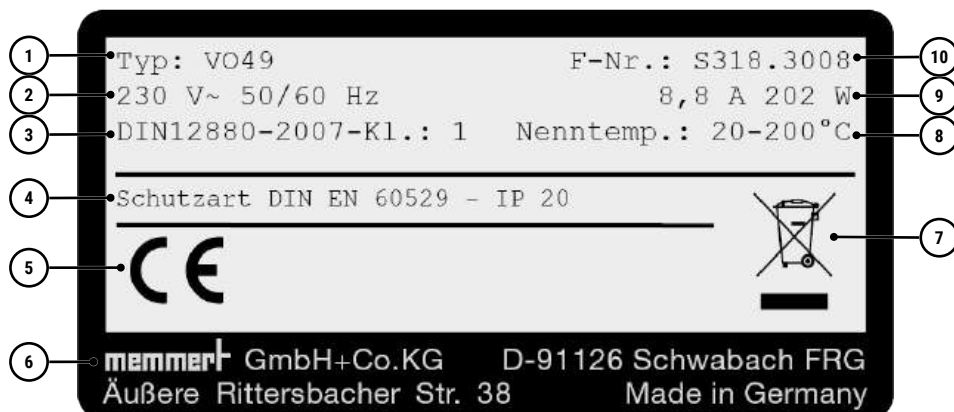 1 Typ: VO49 F-Nr.: S318.3008 10
2 230 V~ 50/60 Hz 8,8 A 202 W 9
3 DIN12880-2007-Kl.: 1 Nenntemp.: 20-200°C 8
4 Schutzart DIN EN 60529 - IP 20
5 CE 7
6 memmert GmbH+Co.KG D-91126 Schwabach FRG
Äußere Rittersbacher Str. 38 Made in Germany